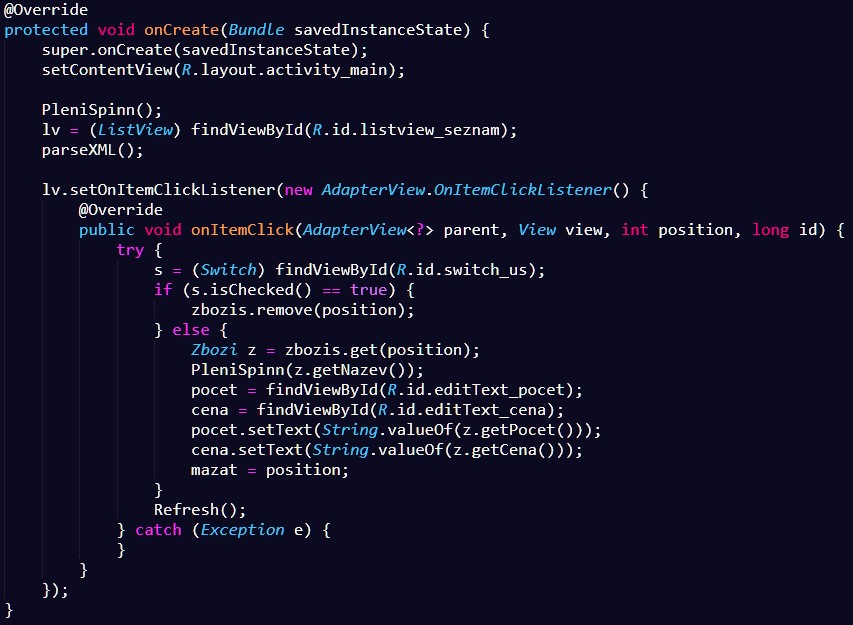 @Override
protected void onCreate(Bundle savedInstanceState) {
    super.onCreate(savedInstanceState);
    setContentView(R.layout.activity_main);

    PleniSpinn();
    lv = (ListView) findViewById(R.id.listview_seznam);
    parseXML();

    lv.setOnItemClickListener(new AdapterView.OnItemClickListener() {
        @Override
        public void onItemClick(AdapterView<?> parent, View view, int position, long id) {
            try {
                s = (Switch) findViewById(R.id.switch_us);
                if (s.isChecked() == true) {
                    zbozis.remove(position);
                } else {
                    Zbozi z = zbozis.get(position);
                    PleniSpinn(z.getNazev());
                    pocet = findViewById(R.id.editText_pocet);
                    cena = findViewById(R.id.editText_cena);
                    pocet.setText(String.valueOf(z.getPocet()));
                    cena.setText(String.valueOf(z.getCena()));
                    mazat = position;
                }
                Refresh();
            } catch (Exception e) {
            }
        }
    });
}